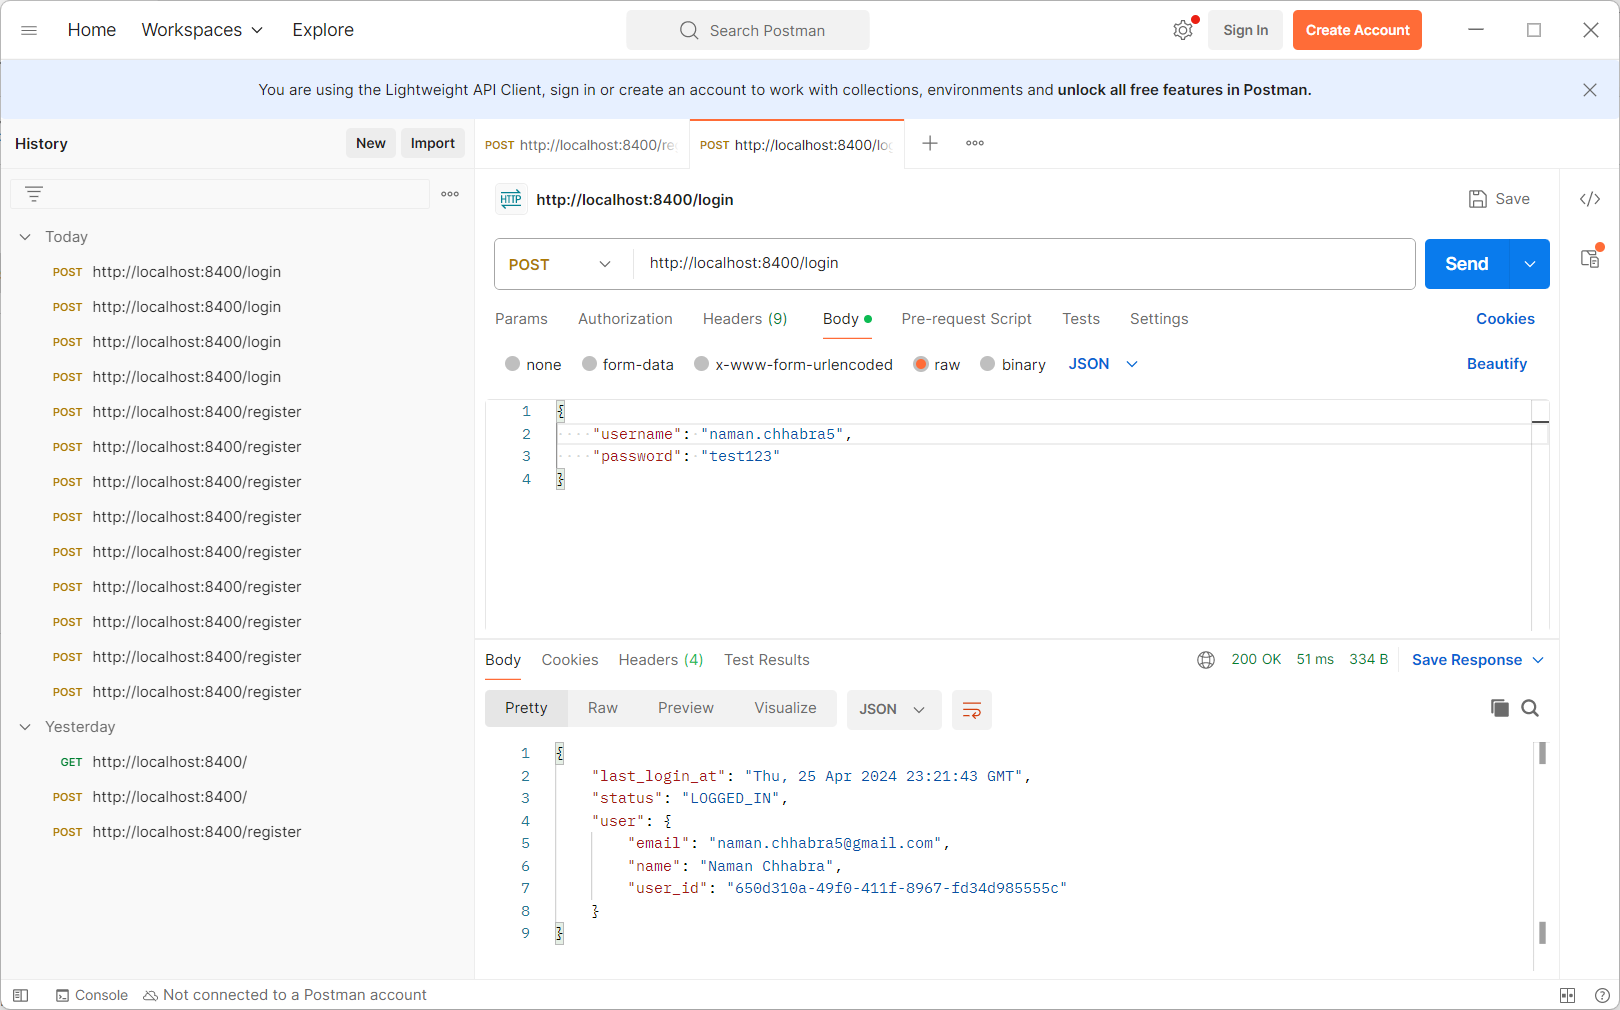 Home Workspaces Explore Search Postman Sign In Create Account
You are using the Lightweight API Client, sign in or create an account to work with collections, environments and unlock all free features in Postman.
History New Import
Today
POST http://localhost:8400/login
POST http://localhost:8400/login
POST http://localhost:8400/login
POST http://localhost:8400/login
POST http://localhost:8400/register
POST http://localhost:8400/register
POST http://localhost:8400/register
POST http://localhost:8400/register
POST http://localhost:8400/register
POST http://localhost:8400/register
POST http://localhost:8400/register
POST http://localhost:8400/register
POST http://localhost:8400/register
Yesterday
GET http://localhost:8400/
POST http://localhost:8400/
POST http://localhost:8400/register
POST http://localhost:8400/re POST http://localhost:8400/lo
HTTP http://localhost:8400/login Save
POST http://localhost:8400/login Send
Params Authorization Headers (9) Body Pre-request Script Tests Settings Cookies
none form-data x-www-form-urlencoded raw binary JSON Beautify
1 {
2 "username": "naman.chhabra5",
3 "password": "test123"
4 }
Body Cookies Headers (4) Test Results 200 OK 51 ms 334 B Save Response
Pretty Raw Preview Visualize JSON
1 {
2 "last_login_at": "Thu, 25 Apr 2024 23:21:43 GMT",
3 "status": "LOGGED_IN",
4 "user": {
5 "email": "naman.chhabra5@gmail.com",
6 "name": "Naman Chhabra",
7 "user_id": "650d310a-49f0-411f-8967-fd34d985555c"
8 }
9 }
Console Not connected to a Postman account